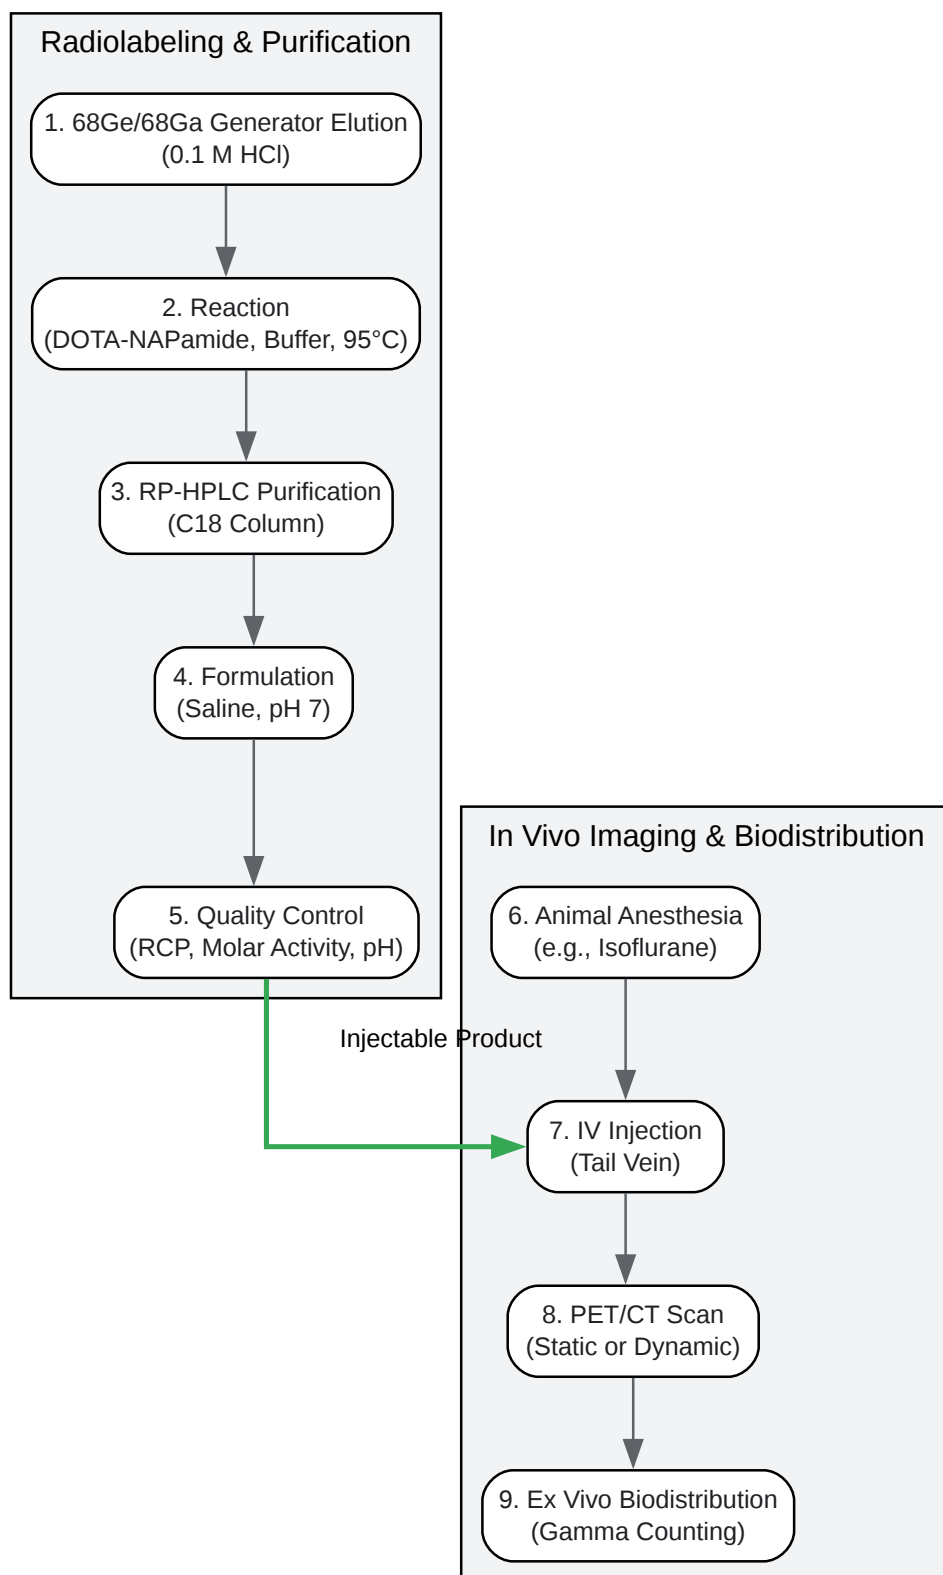 Radiolabeling & Purification
1. 68Ge/68Ga Generator Elution
(0.1 M HCl)
2. Reaction
(DOTA-NAPamide, Buffer, 95°C)
3. RP-HPLC Purification
(C18 Column)
4. Formulation
(Saline, pH 7)
5. Quality Control
(RCP, Molar Activity, pH)
Injectable Product
In Vivo Imaging & Biodistribution
6. Animal Anesthesia
(e.g., Isoflurane)
7. IV Injection
(Tail Vein)
8. PET/CT Scan
(Static or Dynamic)
9. Ex Vivo Biodistribution
(Gamma Counting)